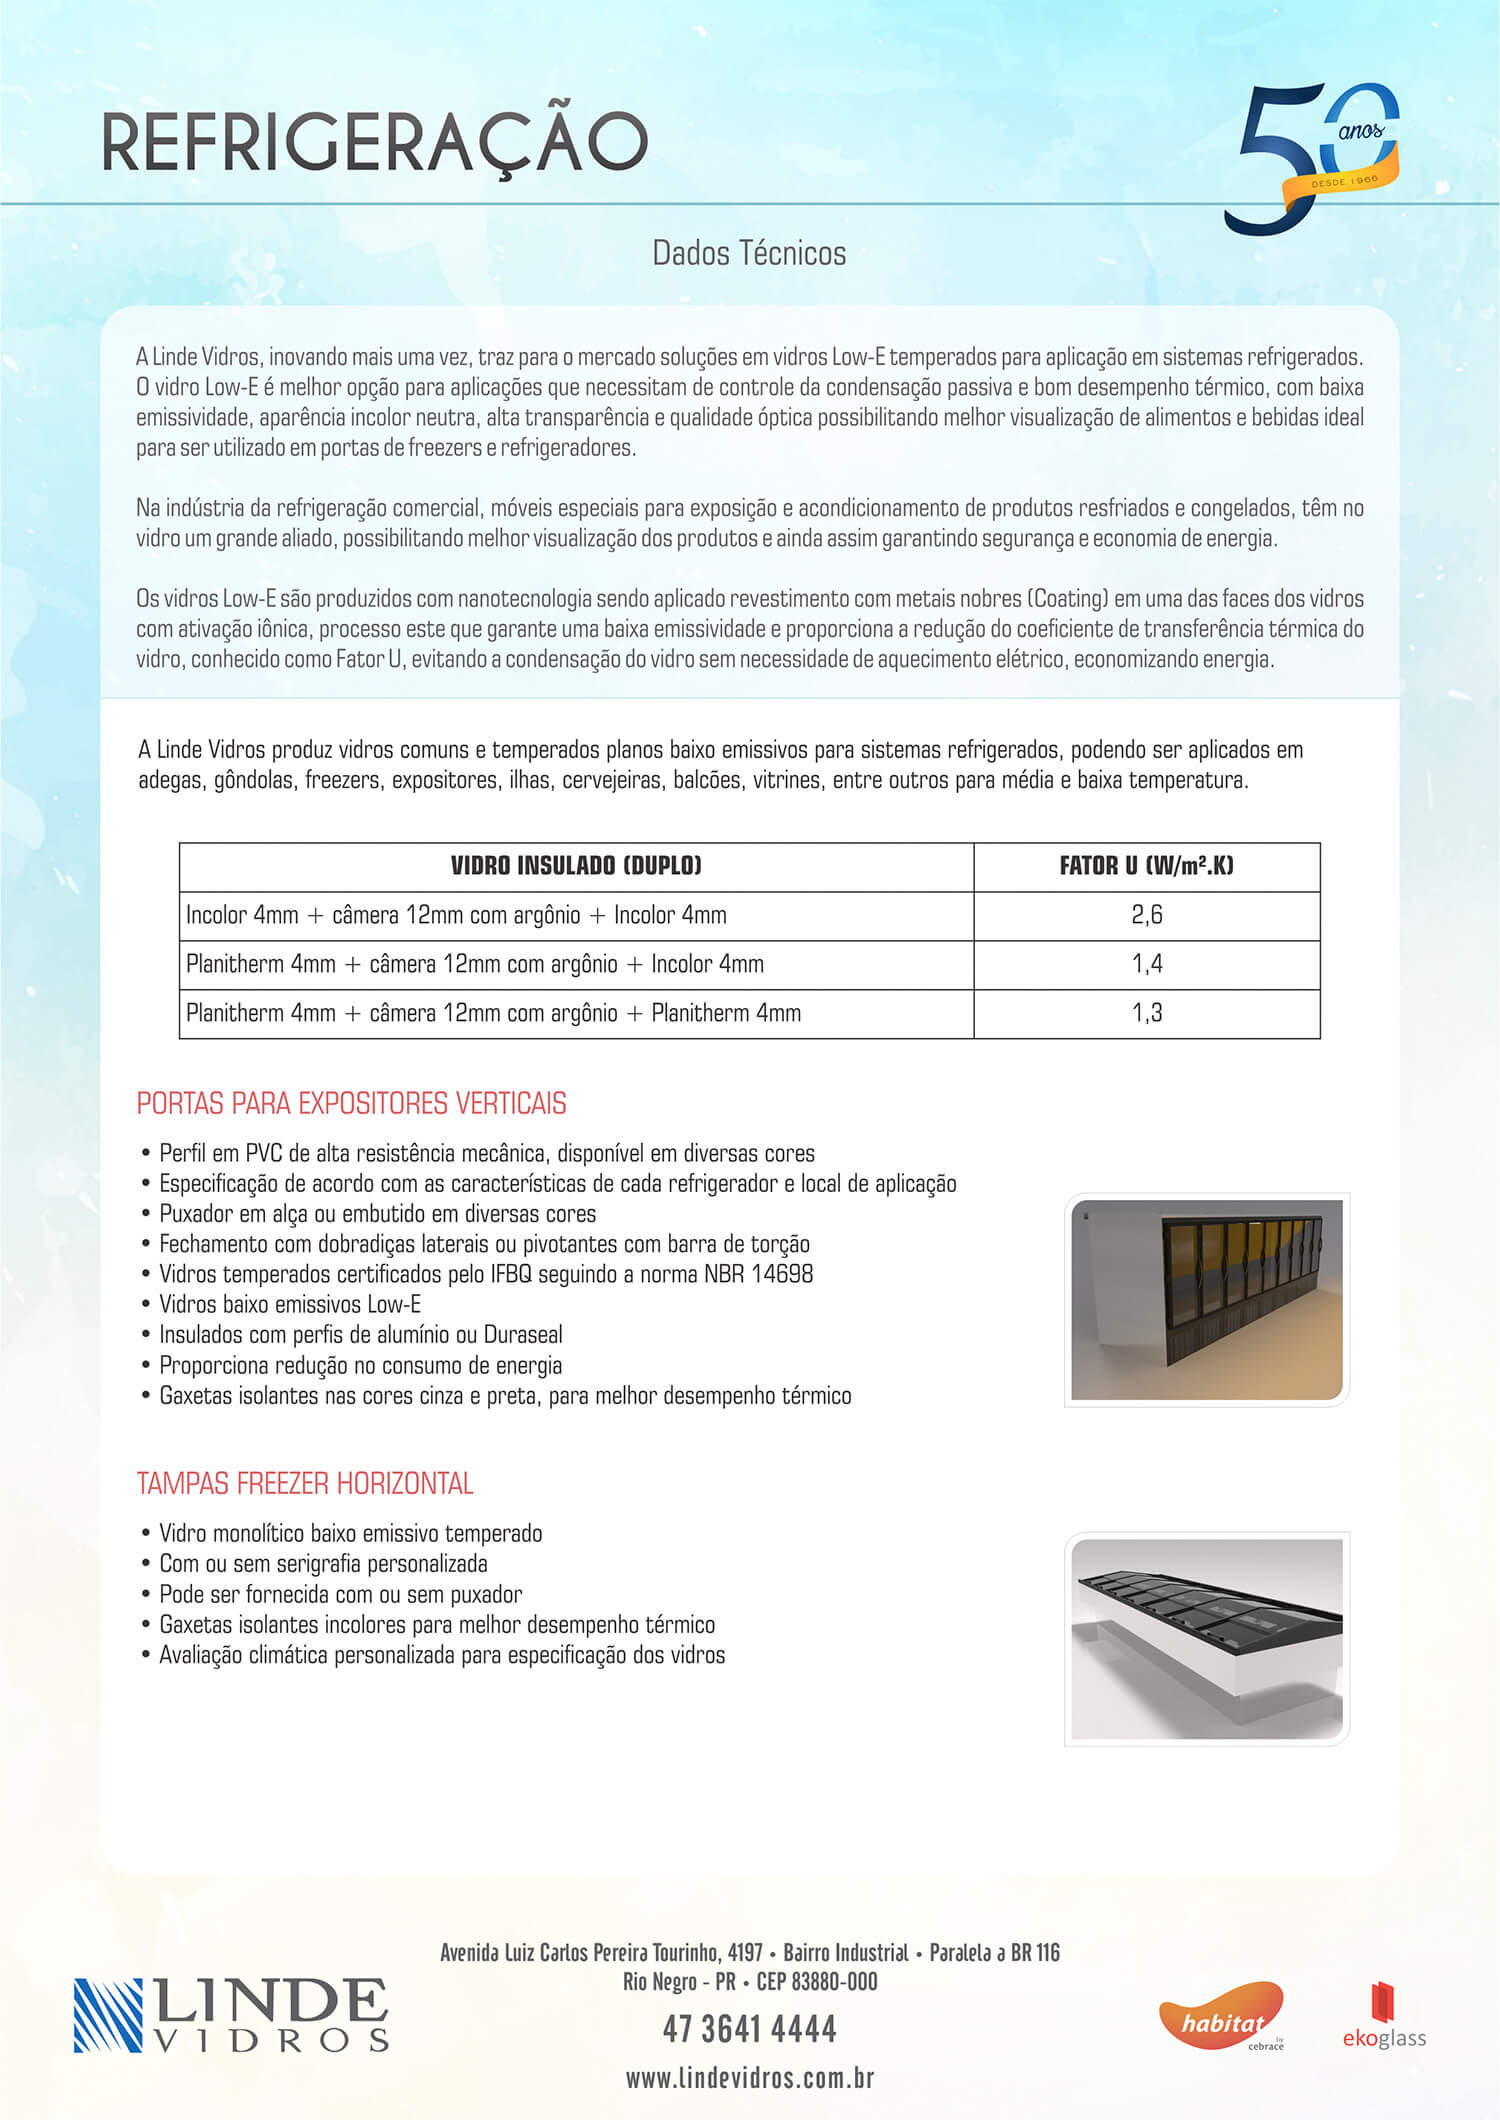 REFRIGERAÇÃO
50
anos
DESDE 1966
Dados Técnicos
A Linde Vidros, inovando mais uma vez, traz para o mercado soluções em vidros Low-E temperados para aplicação em sistemas refrigerados.
O vidro Low-E é melhor opção para aplicações que necessitam de controle da condensação passiva e bom desempenho térmico, com baixa
emissividade, aparência incolor neutra, alta transparência e qualidade óptica possibilitando melhor visualização de alimentos e bebidas ideal
para ser utilizado em portas de freezers e refrigeradores.
Na indústria da refrigeração comercial, móveis especiais para exposição e acondicionamento de produtos resfriados e congelados, têm no
vidro um grande aliado, possibilitando melhor visualização dos produtos e ainda assim garantindo segurança e economia de energia.
Os vidros Low-E são produzidos com nanotecnologia sendo aplicado revestimento com metais nobres (Coating) em uma das faces dos vidros
com ativação iônica, processo este que garante uma baixa emissividade e proporciona a redução do coeficiente de transferência térmica do
vidro, conhecido como Fator U, evitando a condensação do vidro sem necessidade de aquecimento elétrico, economizando energia.
A Linde Vidros produz vidros comuns e temperados planos baixo emissivos para sistemas refrigerados, podendo ser aplicados em
adegas, gôndolas, freezers, expositores, ilhas, cervejeiras, balcões, vitrines, entre outros para média e baixa temperatura.
VIDRO INSULADO (DUPLO) FATOR U (W/m².K)
Incolor 4mm + câmera 12mm com argônio + Incolor 4mm 2,6
Planitherm 4mm + câmera 12mm com argônio + Incolor 4mm 1,4
Planitherm 4mm + câmera 12mm com argônio + Planitherm 4mm 1,3
PORTAS PARA EXPOSITORES VERTICAIS
• Perfil em PVC de alta resistência mecânica, disponível em diversas cores
• Especificação de acordo com as características de cada refrigerador e local de aplicação
• Puxador em alça ou embutido em diversas cores
• Fechamento com dobradiças laterais ou pivotantes com barra de torção
• Vidros temperados certificados pelo IFBQ seguindo a norma NBR 14698
• Vidros baixo emissivos Low-E
• Insulados com perfis de alumínio ou Duraseal
• Proporciona redução no consumo de energia
• Gaxetas isolantes nas cores cinza e preta, para melhor desempenho térmico
TAMPAS FREEZER HORIZONTAL
• Vidro monolítico baixo emissivo temperado
• Com ou sem serigrafia personalizada
• Pode ser fornecida com ou sem puxador
• Gaxetas isolantes incolores para melhor desempenho térmico
• Avaliação climática personalizada para especificação dos vidros
Avenida Luiz Carlos Pereira Tourinho, 4197 • Bairro Industrial • Paralela a BR 116
Rio Negro - PR • CEP 83880-000
47 3641 4444
www.lindevidros.com.br
LINDE
VIDROS
habitat
by
cebrace
ekoglass